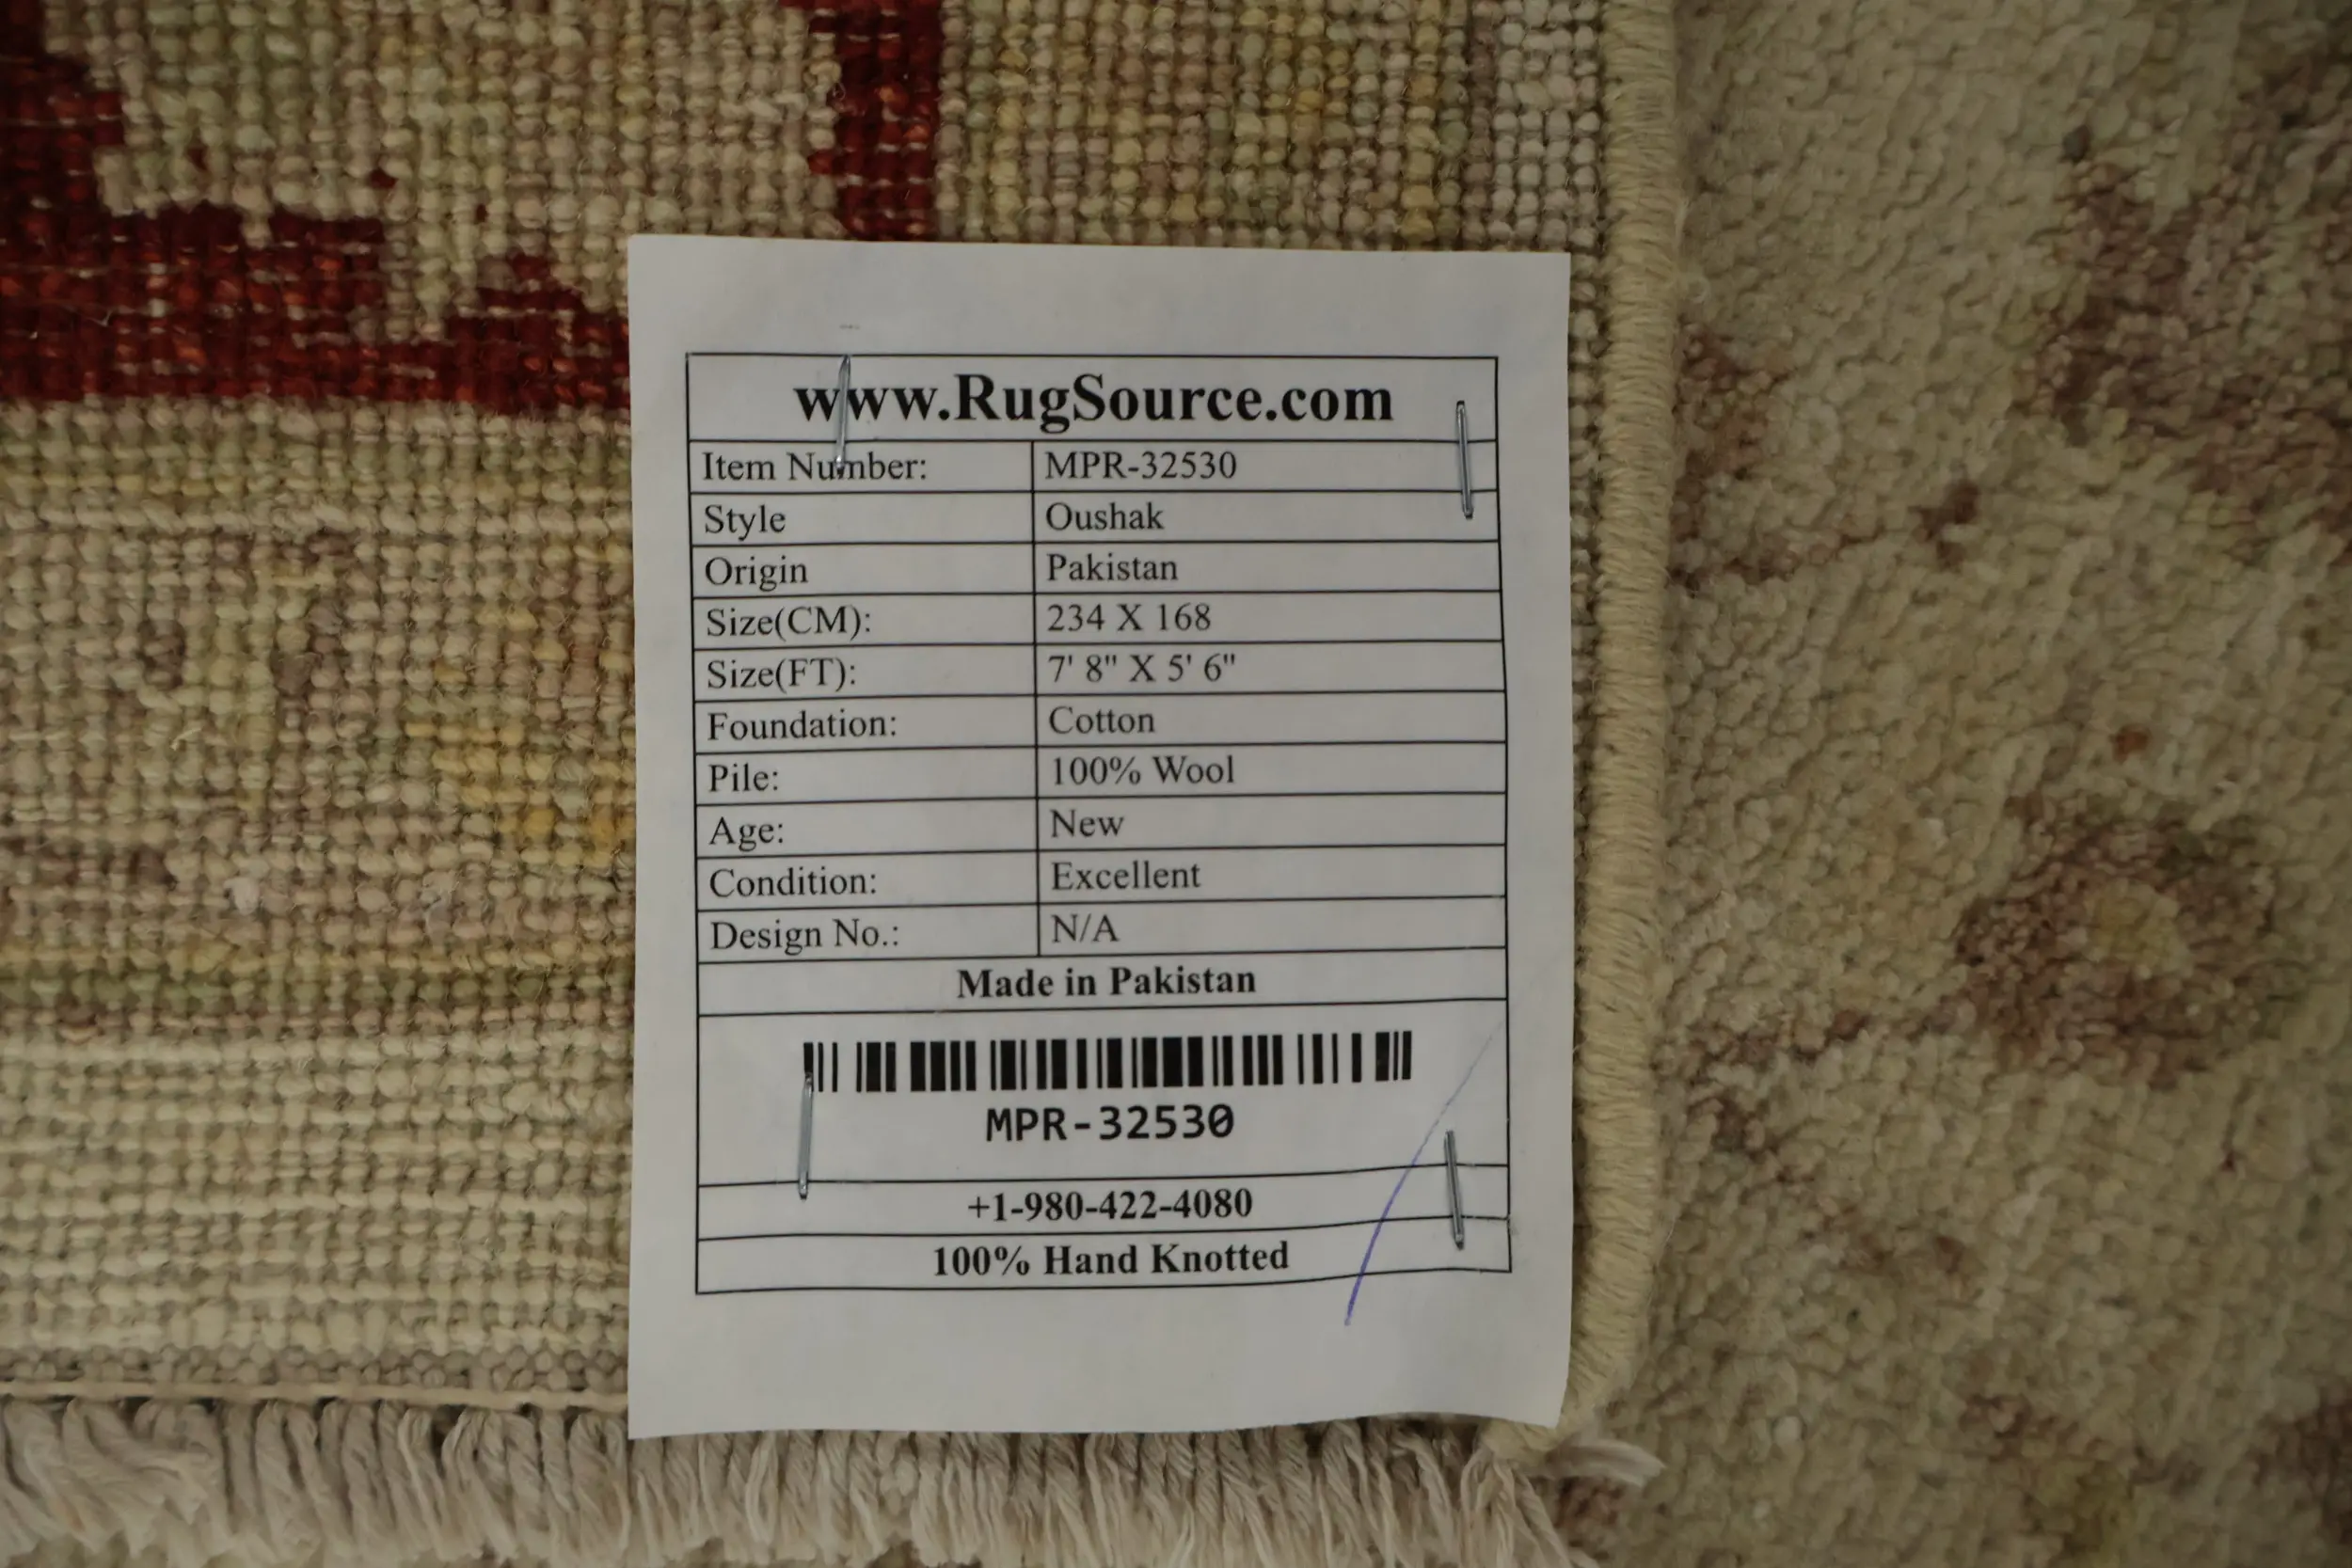 www.RugSource.com
Item Number: MPR-32530
Style Oushak
Origin Pakistan
Size(CM): 234 X 168
Size(FT): 7' 8" X 5' 6"
Foundation: Cotton
Pile: 100% Wool
Age: New
Condition: Excellent
Design No.: N/A
Made in Pakistan
MPR-32530
+1-980-422-4080
100% Hand Knotted